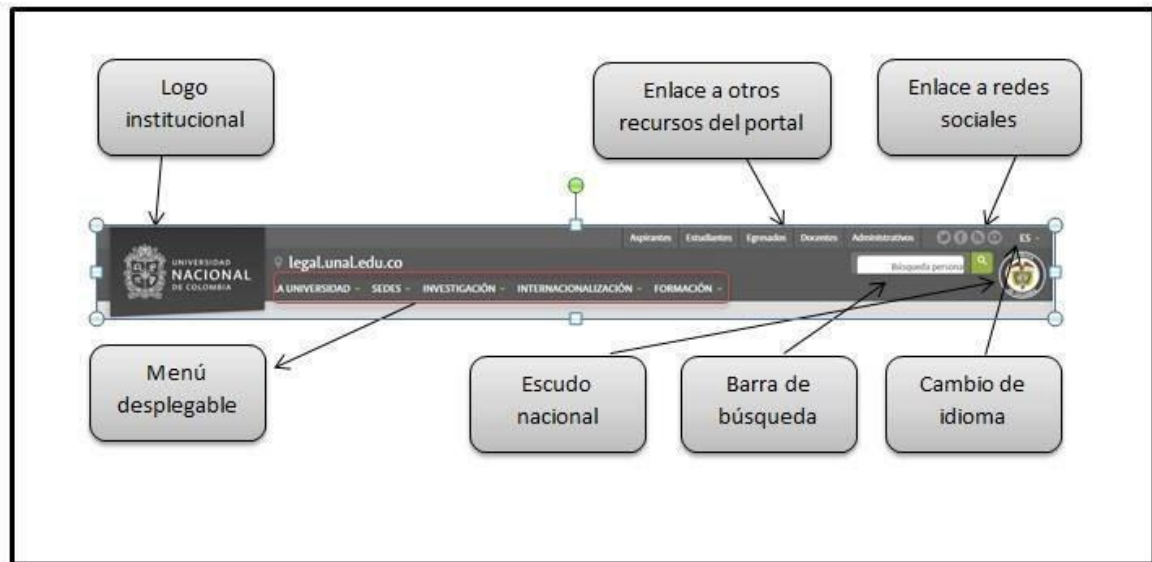 Logo
institucional
Enlace a otros
recursos del portal
Enlace a redes
sociales
Aspirantes Estudiantes Egresados Docentes Administrativos ES
UNIVERSIDAD
NACIONAL
DE COLOMBIA
legal.unal.edu.co
Búsqueda persona
LA UNIVERSIDAD SEDES INVESTIGACIÓN INTERNACIONALIZACIÓN FORMACIÓN
Menú
desplegable
Escudo
nacional
Barra de
búsqueda
Cambio de
idioma